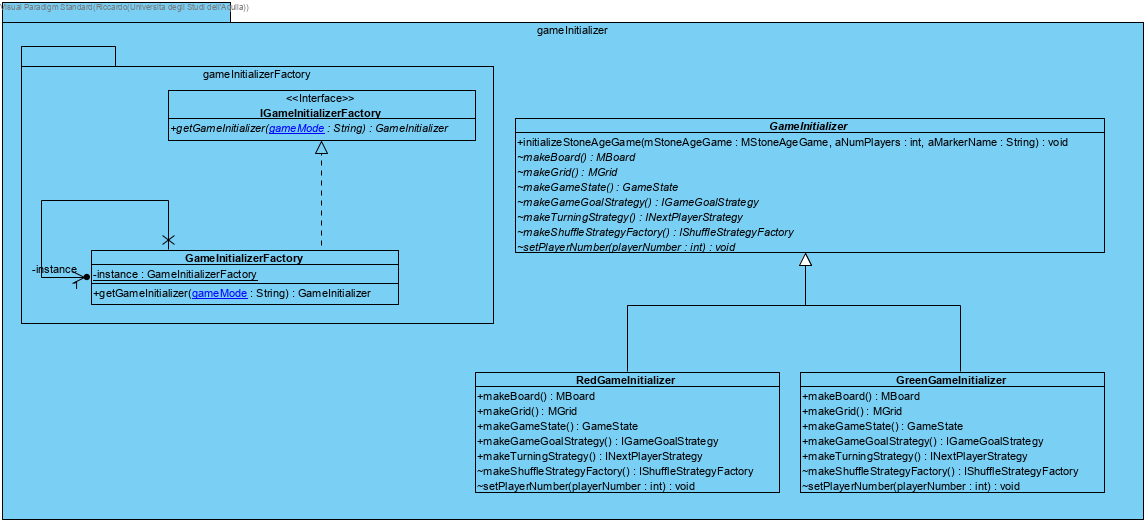 Visual Paradigm Standard(Riccardo(Università degli Studi dell'Aquila))
gameInitializer
gameInitializerFactory
<<Interface>>
IGameInitializerFactory
+getGameInitializer(gameMode : String) : GameInitializer
-instance
GameInitializerFactory
-instance : GameInitializerFactory
+getGameInitializer(gameMode : String) : GameInitializer
GameInitializer
+initializeStoneAgeGame(mStoneAgeGame : MStoneAgeGame, aNumPlayers : int, aMarkerName : String) : void
~makeBoard() : MBoard
~makeGrid() : MGrid
~makeGameState() : GameState
~makeGameGoalStrategy() : IGameGoalStrategy
~makeTurningStrategy() : INextPlayerStrategy
~makeShuffleStrategyFactory() : IShuffleStrategyFactory
~setPlayerNumber(playerNumber : int) : void
RedGameInitializer
+makeBoard() : MBoard
+makeGrid() : MGrid
+makeGameState() : GameState
+makeGameGoalStrategy() : IGameGoalStrategy
+makeTurningStrategy() : INextPlayerStrategy
~makeShuffleStrategyFactory() : IShuffleStrategyFactory
~setPlayerNumber(playerNumber : int) : void
GreenGameInitializer
+makeBoard() : MBoard
+makeGrid() : MGrid
+makeGameState() : GameState
+makeGameGoalStrategy() : IGameGoalStrategy
+makeTurningStrategy() : INextPlayerStrategy
~makeShuffleStrategyFactory() : IShuffleStrategyFactory
~setPlayerNumber(playerNumber : int) : void